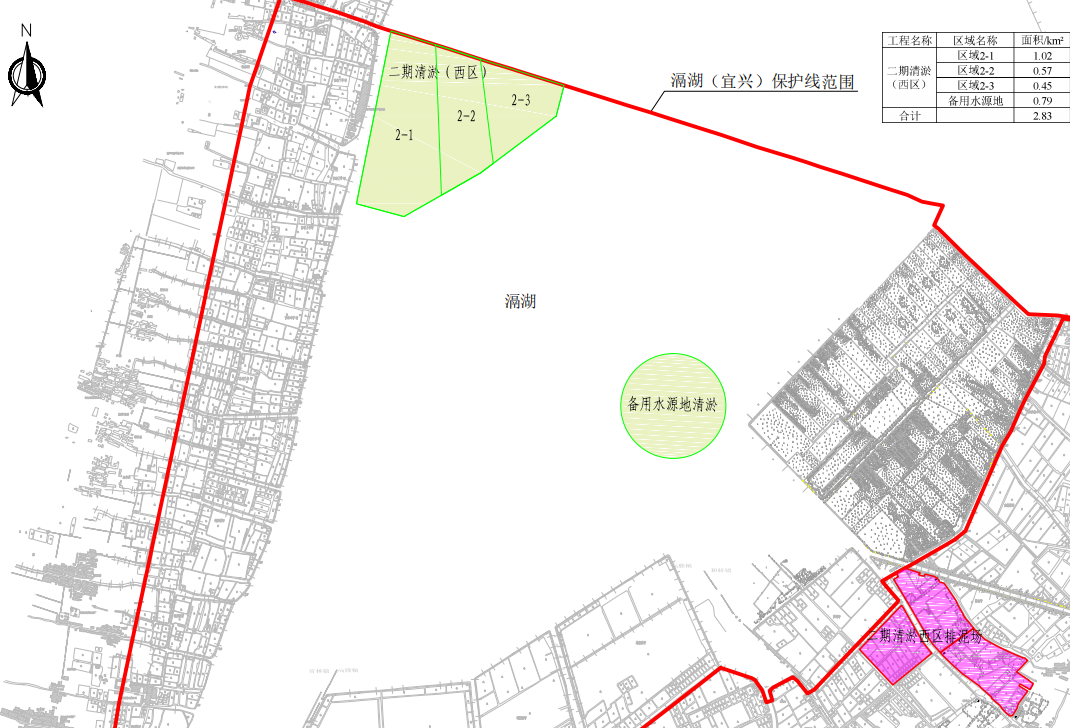 N
工程名称 区域名称 面积/km²
二期清淤（西区） 区域2-1 1.02
区域2-2 0.57
区域2-3 0.45
备用水源地 0.79
合计 2.83
滆湖（宜兴）保护线范围
二期清淤（西区）
2-1
2-2
2-3
滆湖
备用水源地清淤
二期清淤西区排泥场